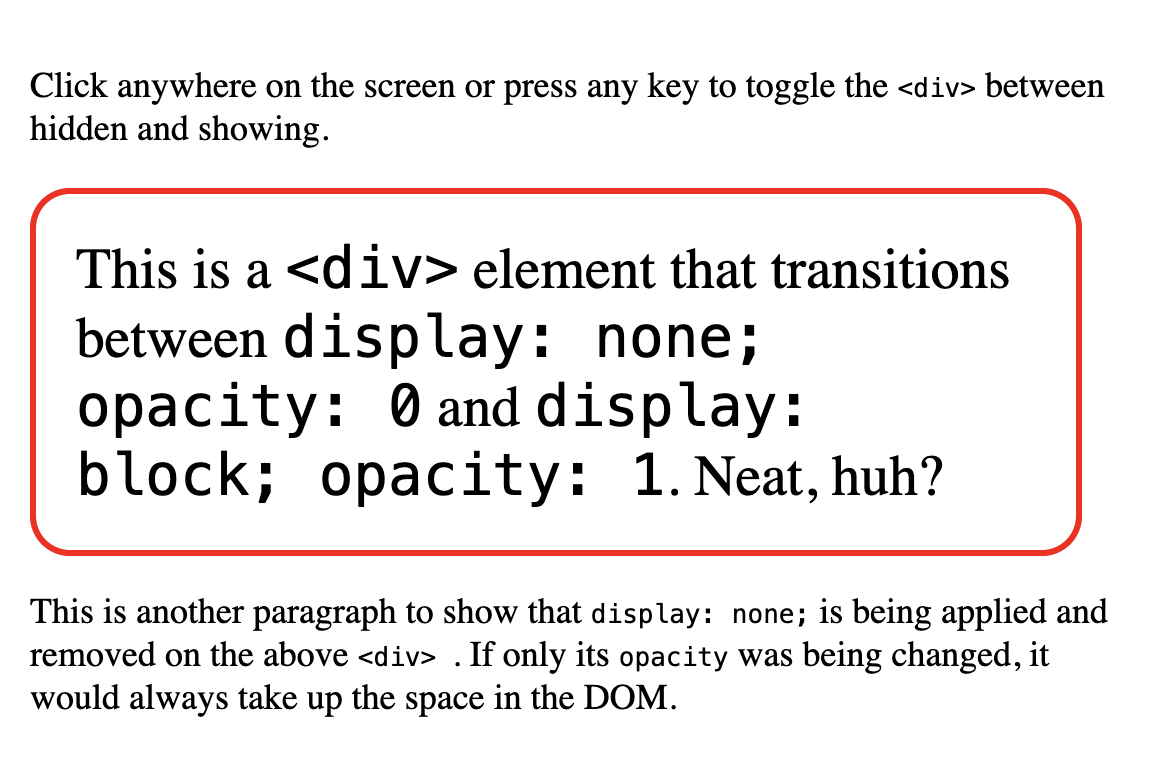 Click anywhere on the screen or press any key to toggle the <div> between
hidden and showing.
This is a <div> element that transitions
between display: none;
opacity: 0 and display:
block; opacity: 1. Neat, huh?
This is another paragraph to show that display: none; is being applied and
removed on the above <div> . If only its opacity was being changed, it
would always take up the space in the DOM.